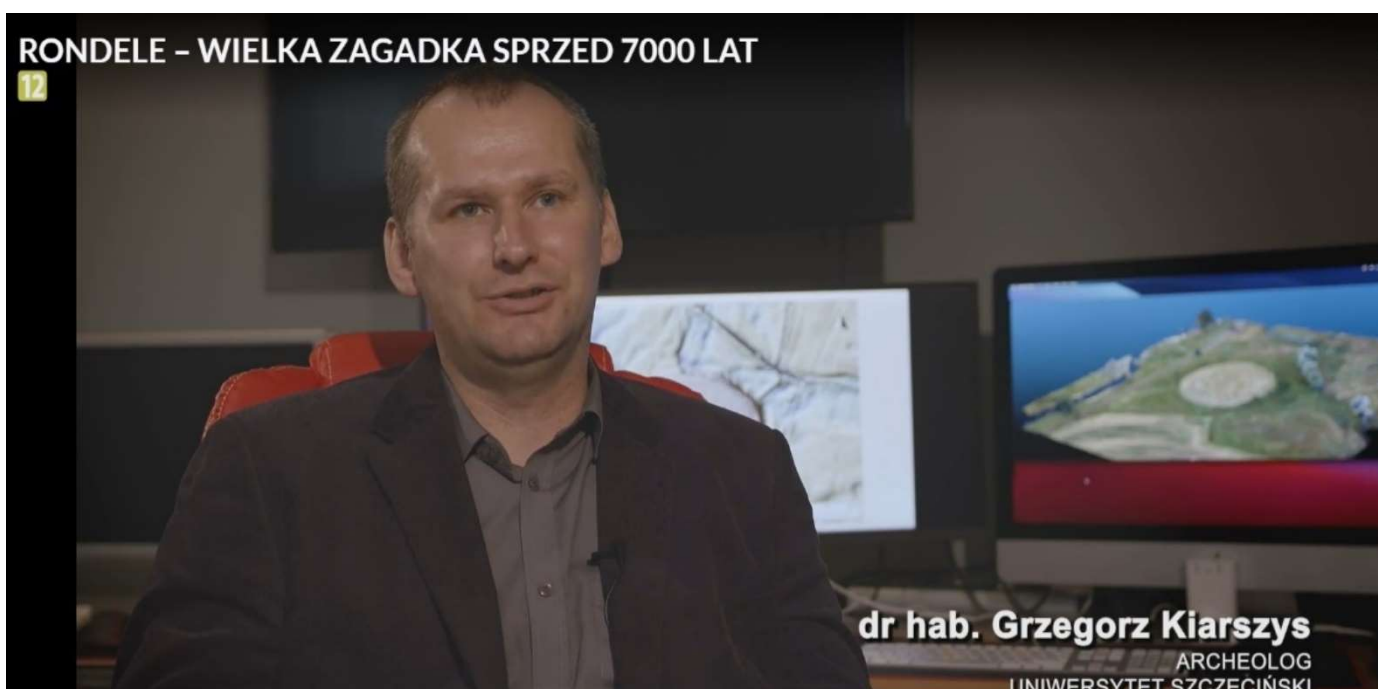 RONDELE – WIELKA ZAGADKA SPRZED 7000 LAT
12
dr hab. Grzegorz Kiarszys
ARCHEOLOG
UNIWERSYTET SZCZECIŃSKI